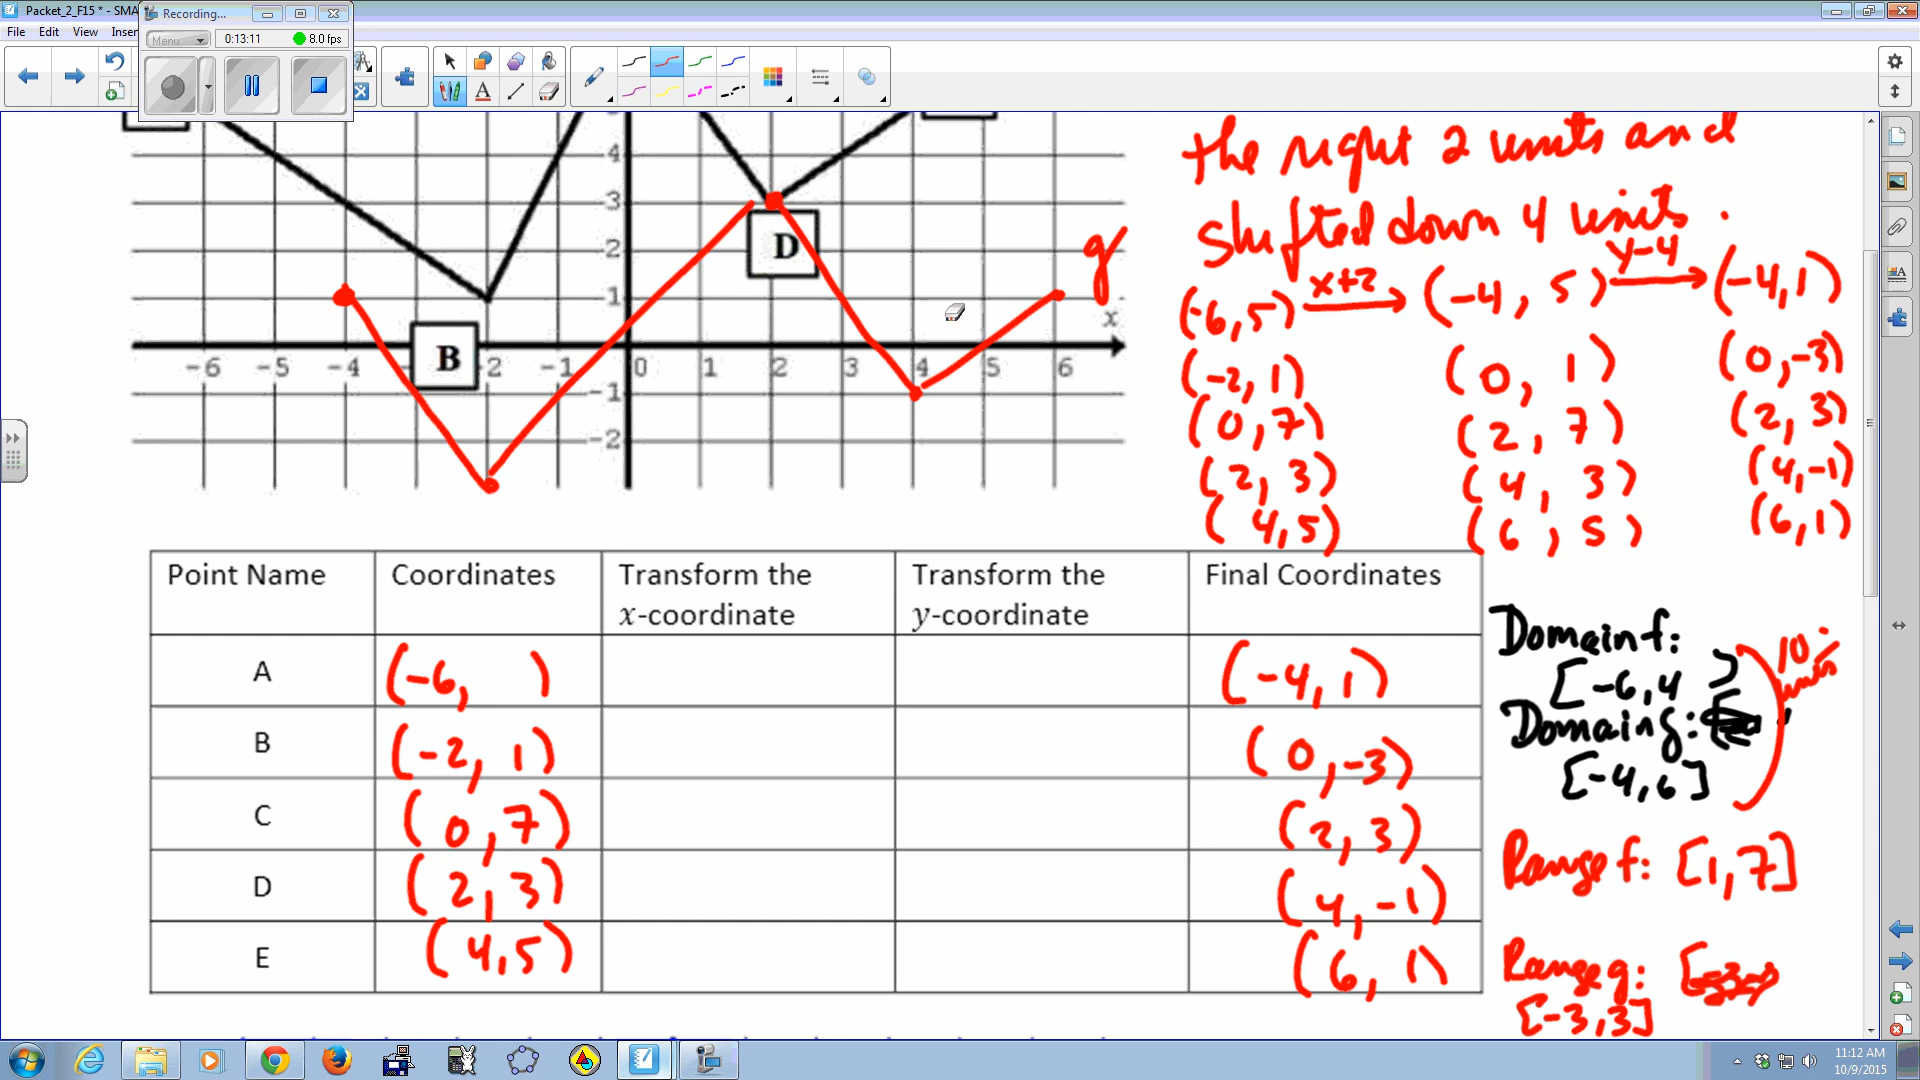 Packet_2_F15 * - SMA
Recording...
File Edit View Inser
Menu 0:13:11 8.0 fps
the right 2 units and
shifted down 4 units.
4
3
2
1
-1
-2
-6 -5 -4 -2 -1 0 1 2 3 4 5 6
x
B
D
g
(-6,5) x+2 (-4, 5) y-4 (-4,1)
(-2, 1) (0, 1) (0,-3)
(0,7) (2, 7) (2, 3)
(2, 3) (4, 3) (4,-1)
(4,5) (6, 5) (6,1)
Point Name Coordinates Transform the x-coordinate Transform the y-coordinate Final Coordinates
A (-6, ) (-4, 1)
B (-2, 1) (0, -3)
C (0, 7) (2, 3)
D (2, 3) (4, -1)
E (4,5) (6, 1)
Domain f:
[-6,4]
Domain g:
[-4,6]
10
units
Range f: [1,7]
Range g:
[-3,3]
11:12 AM
10/9/2015